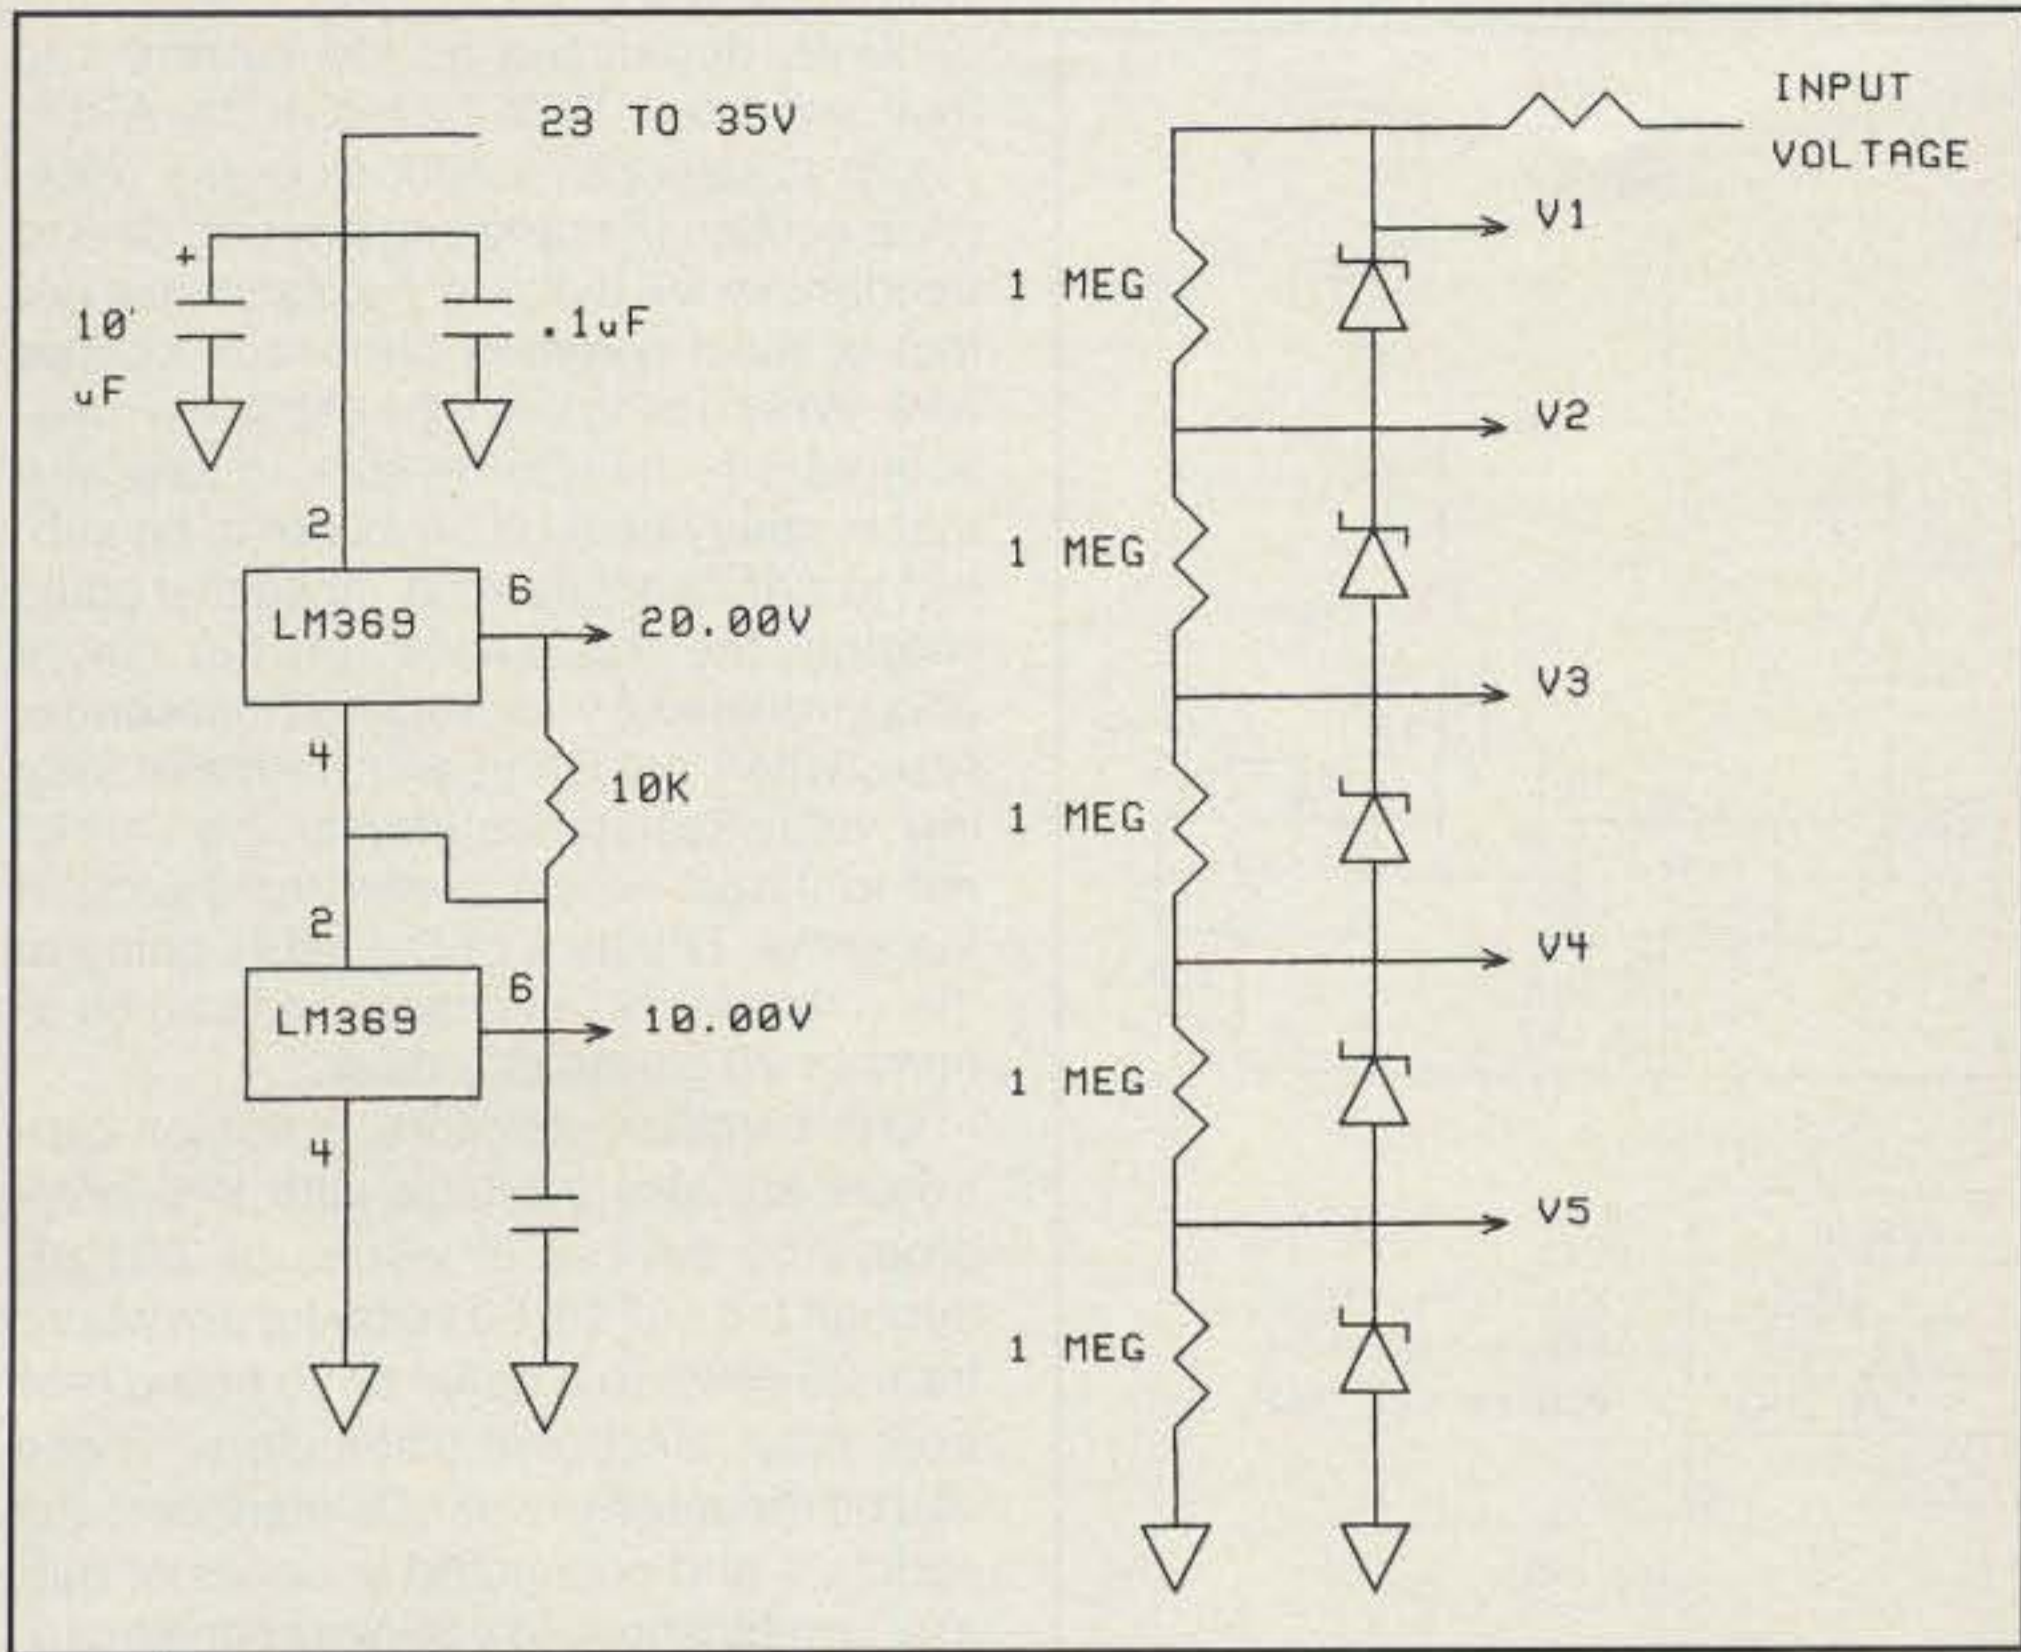 23 TO 35V
+
10
uF
.1uF
2
LM369
6
20.00V
4
10K
2
LM369
6
10.00V
4
INPUT
VOLTAGE
V1
1 MEG
V2
1 MEG
V3
1 MEG
V4
1 MEG
V5
1 MEG